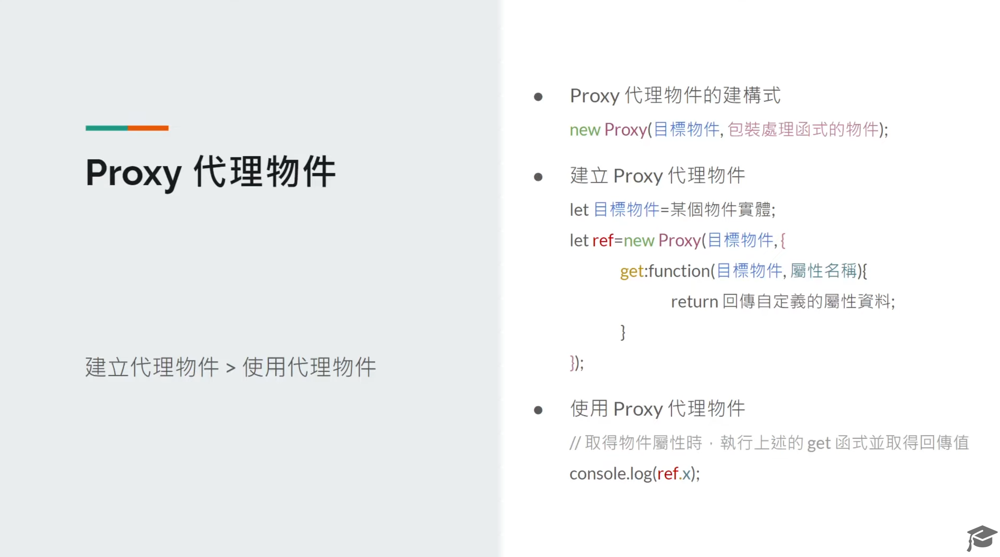 Proxy 代理物件
建立代理物件 > 使用代理物件
● Proxy 代理物件的建構式
new Proxy(目標物件, 包裝處理函式的物件);
● 建立 Proxy 代理物件
let 目標物件=某個物件實體;
let ref=new Proxy(目標物件, {
get:function(目標物件, 屬性名稱){
return 回傳自定義的屬性資料;
}
});
● 使用 Proxy 代理物件
// 取得物件屬性時，執行上述的 get 函式並取得回傳值
console.log(ref.x);